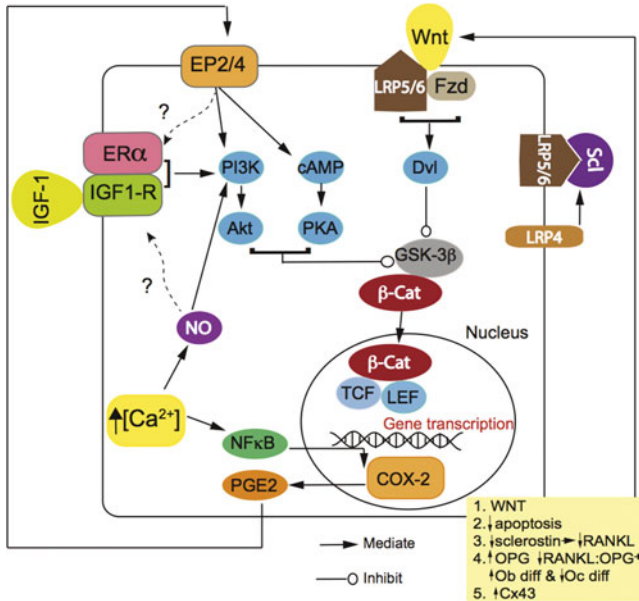 EP2/4
Wnt
LRP5/6
Fzd
?
ERα
IGF1-R
IGF-1
PI3K
cAMP
Dvl
LRP5/6
Scl
Akt
PKA
LRP4
GSK-3β
β-Cat
?
NO
Nucleus
β-Cat
TCF
LEF
↑[Ca²⁺]
Gene transcription
NFκB
COX-2
PGE2
Mediate
Inhibit
1. WNT
2. ↓apoptosis
3. ↓sclerostin→↓RANKL
4. ↑OPG ↓RANKL:OPG
↑Ob diff & ↓Oc diff
5. ↑Cx43